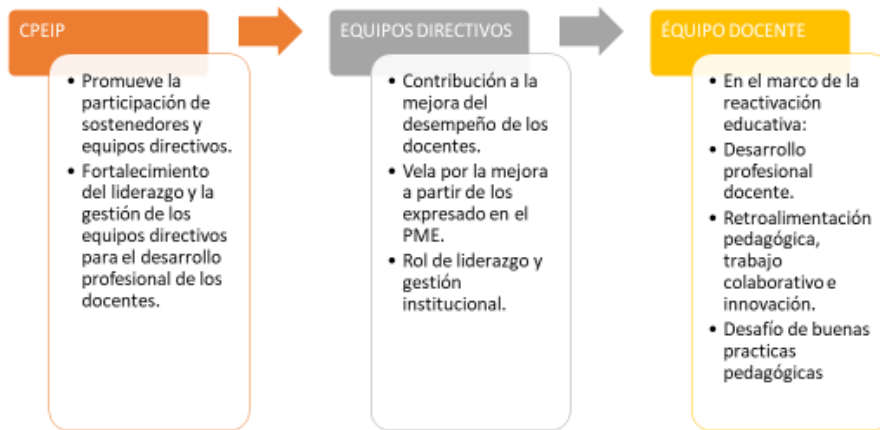 CPEIP
• Promueve la
participación de
sostenedores y
equipos directivos.
• Fortalecimiento
del liderazgo y la
gestión de los
equipos directivos
para el desarrollo
profesional de los
docentes.
EQUIPOS DIRECTIVOS
• Contribución a la
mejora del
desempeño de los
docentes.
• Vela por la mejora
a partir de los
expresado en el
PME.
• Rol de liderazgo y
gestión
institucional.
ÉQUIPO DOCENTE
• En el marco de la
reactivación
educativa:
• Desarrollo
profesional
docente.
• Retroalimentación
pedagógica,
trabajo
colaborativo e
innovación.
• Desafío de buenas
practicas
pedagógicas